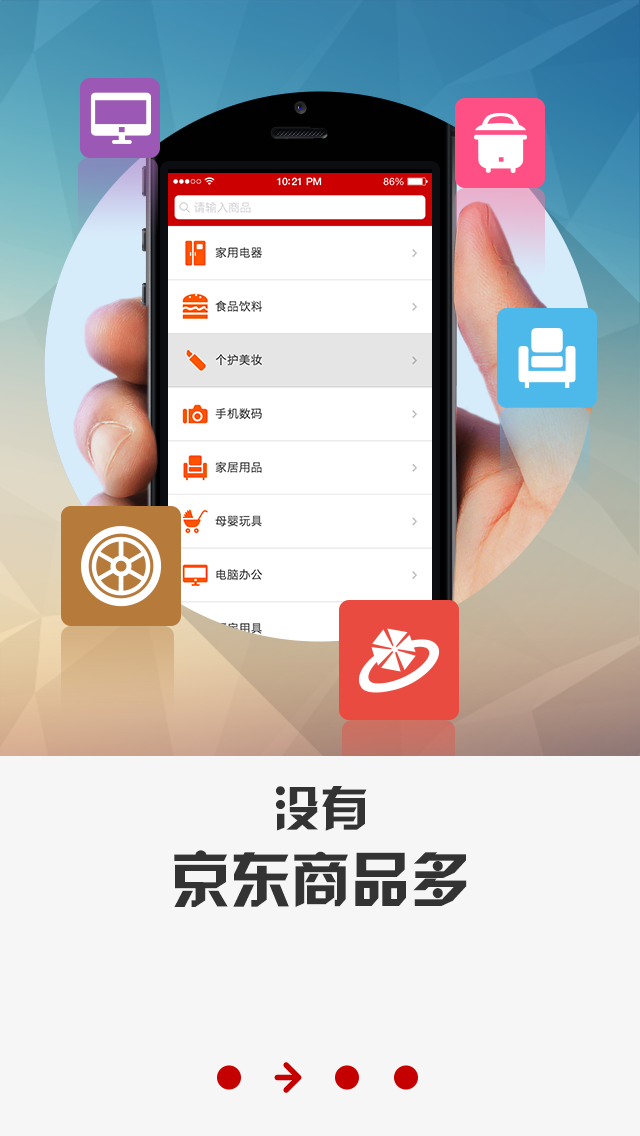 10:21 PM
86%
请输入商品
家用电器
食品饮料
个护美妆
手机数码
家居用品
母婴玩具
电脑办公
用具
没有
京东商品多